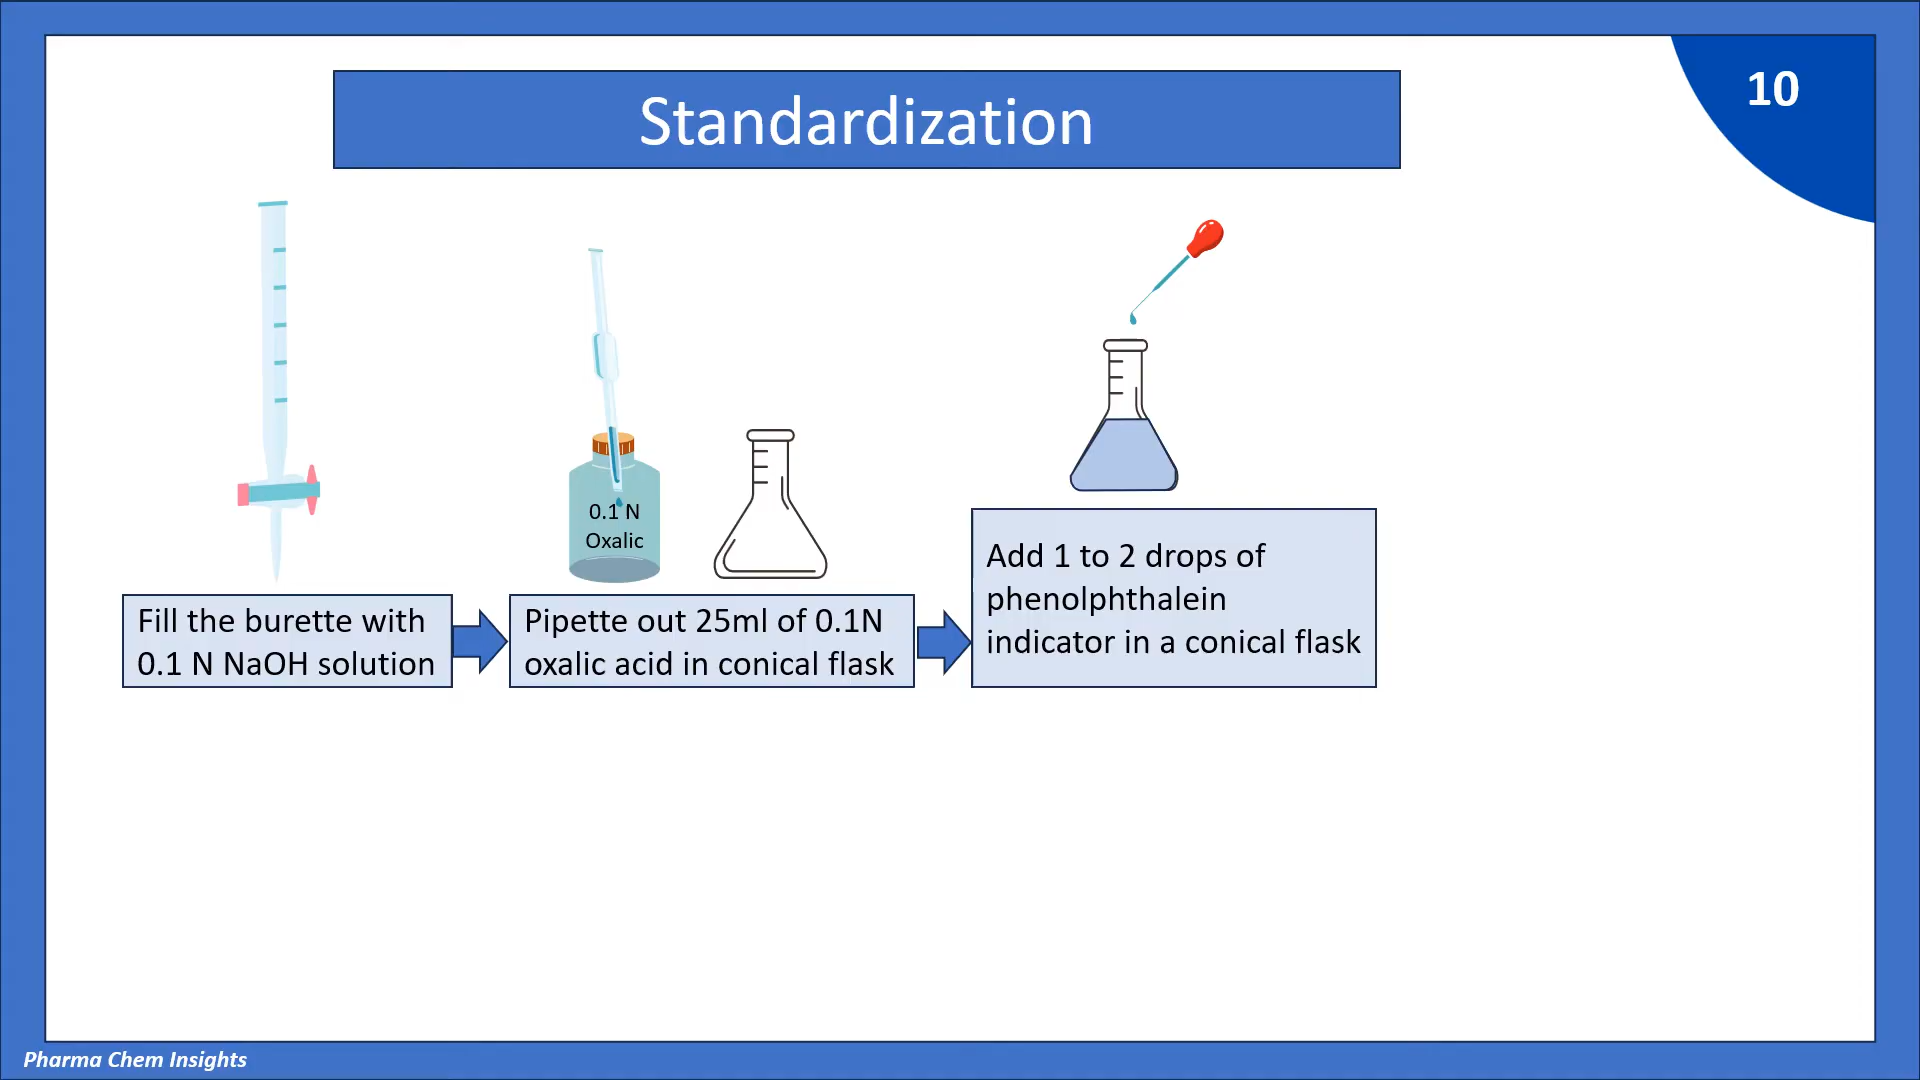 10
Standardization
0.1 N
Oxalic
Fill the burette with
0.1 N NaOH solution
Pipette out 25ml of 0.1N
oxalic acid in conical flask
Add 1 to 2 drops of
phenolphthalein
indicator in a conical flask
Pharma Chem Insights